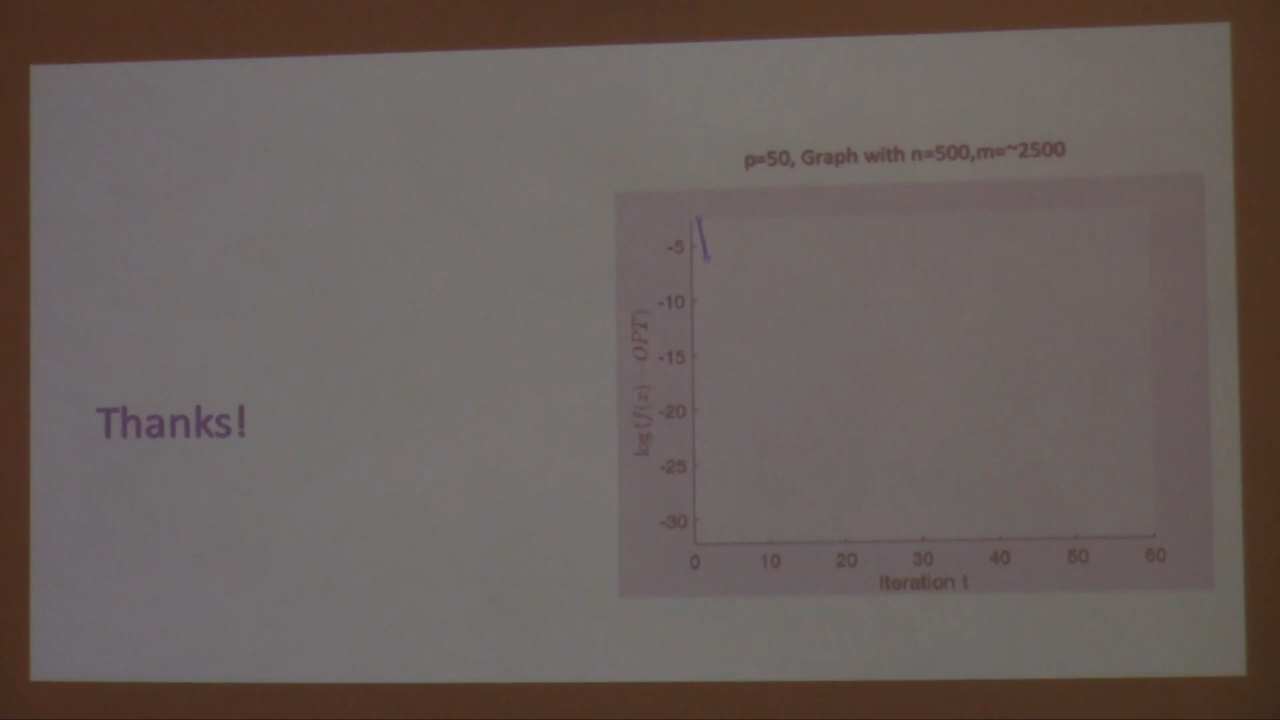 p=50, Graph with n=500,m=~2500
Thanks!
log(f(x) - OPT)
-5
-10
-15
-20
-25
-30
0 10 20 30 40 50 60
Iteration t